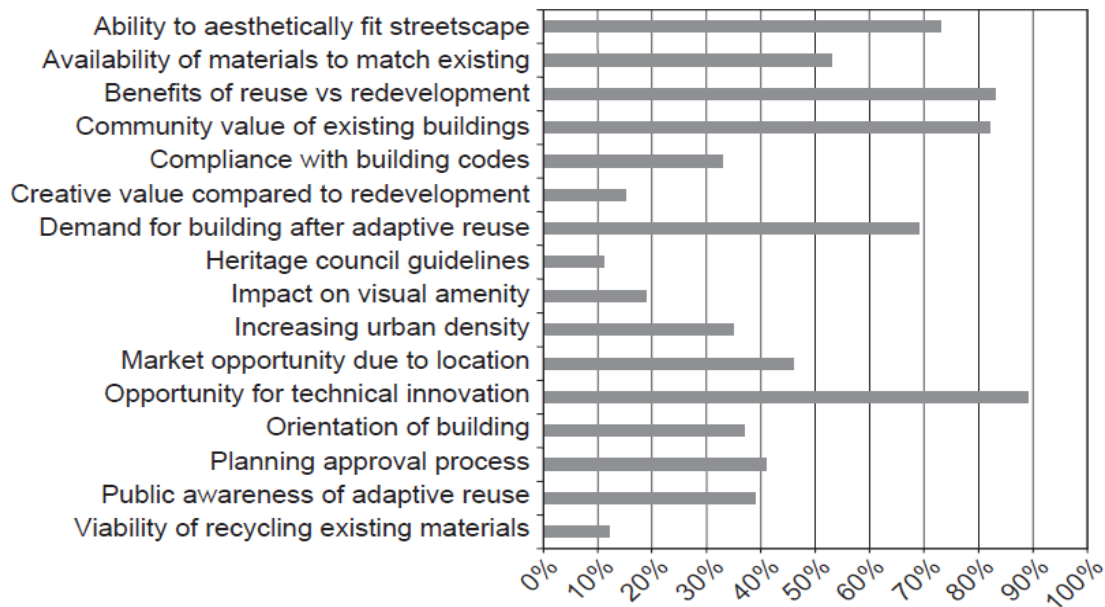 Ability to aesthetically fit streetscape
Availability of materials to match existing
Benefits of reuse vs redevelopment
Community value of existing buildings
Compliance with building codes
Creative value compared to redevelopment
Demand for building after adaptive reuse
Heritage council guidelines
Impact on visual amenity
Increasing urban density
Market opportunity due to location
Opportunity for technical innovation
Orientation of building
Planning approval process
Public awareness of adaptive reuse
Viability of recycling existing materials
0% 10% 20% 30% 40% 50% 60% 70% 80% 90% 100%